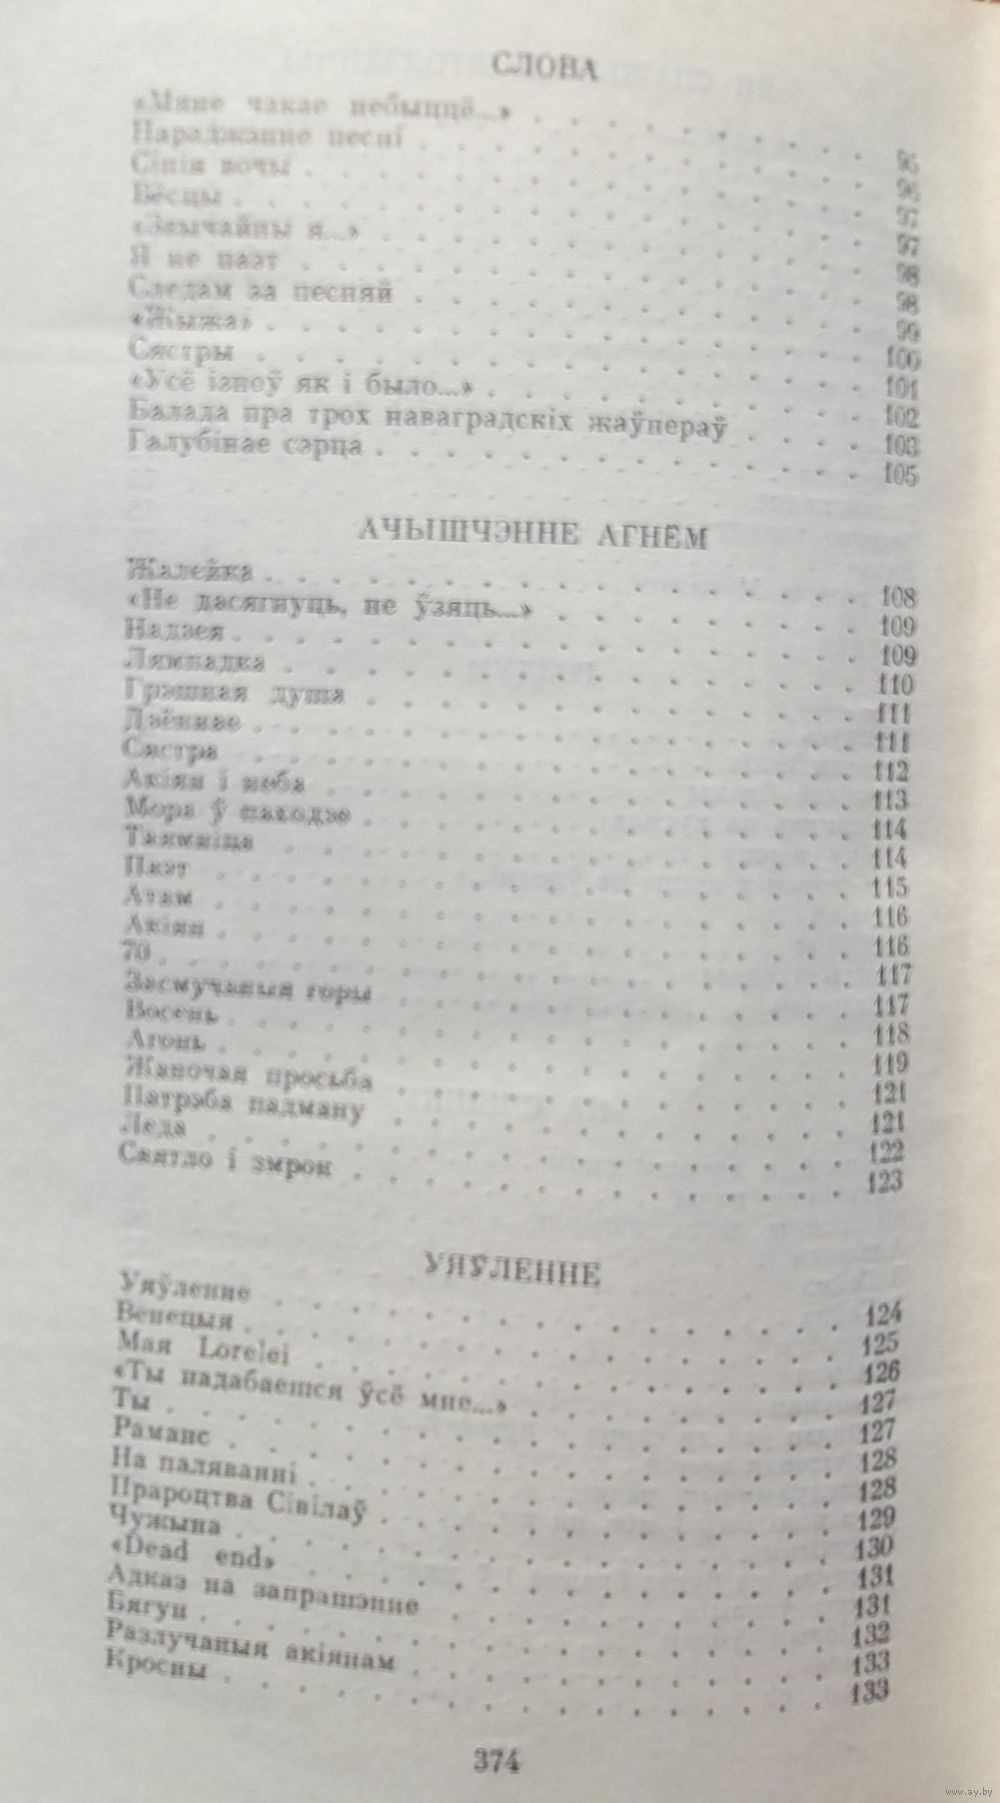 СЛОВА
«Мяне чакае небыццё...» . . . . . . . . . . 95
Нараджэнне песні . . . . . . . . . . 96
Сінія вочы . . . . . . . . . . 97
Вёсцы . . . . . . . . . . 97
«Звычайны я...» . . . . . . . . . . 98
Я не паэт . . . . . . . . . . 98
Следам за песняй . . . . . . . . . . 99
«Жыжа» . . . . . . . . . . 100
Сястры . . . . . . . . . . 101
«Усё ізноў як і было...» . . . . . . . . . . 102
Балада пра трох наваградскіх жаўнераў . . . . 103
Галубінае сэрца . . . . . . . . . . 105
АЧЫШЧЭННЕ АГНЁМ
Жалейка . . . . . . . . . . 108
«Не дасягнуць, не ўзяць...» . . . . . . . . . . 109
Надзея . . . . . . . . . . 109
Лямпадка . . . . . . . . . . 110
Грэшная душа . . . . . . . . . . 111
Дзённае . . . . . . . . . . 111
Сястра . . . . . . . . . . 112
Акіян і неба . . . . . . . . . . 113
Мора ў паходзе . . . . . . . . . . 114
Таямніца . . . . . . . . . . 114
Паэт . . . . . . . . . . 115
Атам . . . . . . . . . . 116
Акіян . . . . . . . . . . 116
70 . . . . . . . . . . 117
Засмучаныя горы . . . . . . . . . . 117
Восень . . . . . . . . . . 118
Агонь . . . . . . . . . . 119
Жаночая просьба . . . . . . . . . . 121
Патрэба падману . . . . . . . . . . 121
Леда . . . . . . . . . . 122
Святло і змрок . . . . . . . . . . 123
УЯЎЛЕННЕ
Уяўленне . . . . . . . . . . 124
Венецыя . . . . . . . . . . 125
Мая Lorelei . . . . . . . . . . 126
«Ты падабаешся ўсё мне...» . . . . . . . . . . 127
Ты . . . . . . . . . . 127
Раманс . . . . . . . . . . 128
На паляванні . . . . . . . . . . 128
Прароцтва Сівілаў . . . . . . . . . . 129
Чужына . . . . . . . . . . 130
«Dead end» . . . . . . . . . . 131
Адказ на запрашэнне . . . . . . . . . . 131
Бягун . . . . . . . . . . 132
Разлучаныя акіянам . . . . . . . . . . 133
Кросны . . . . . . . . . . 133
374
www.ay.by